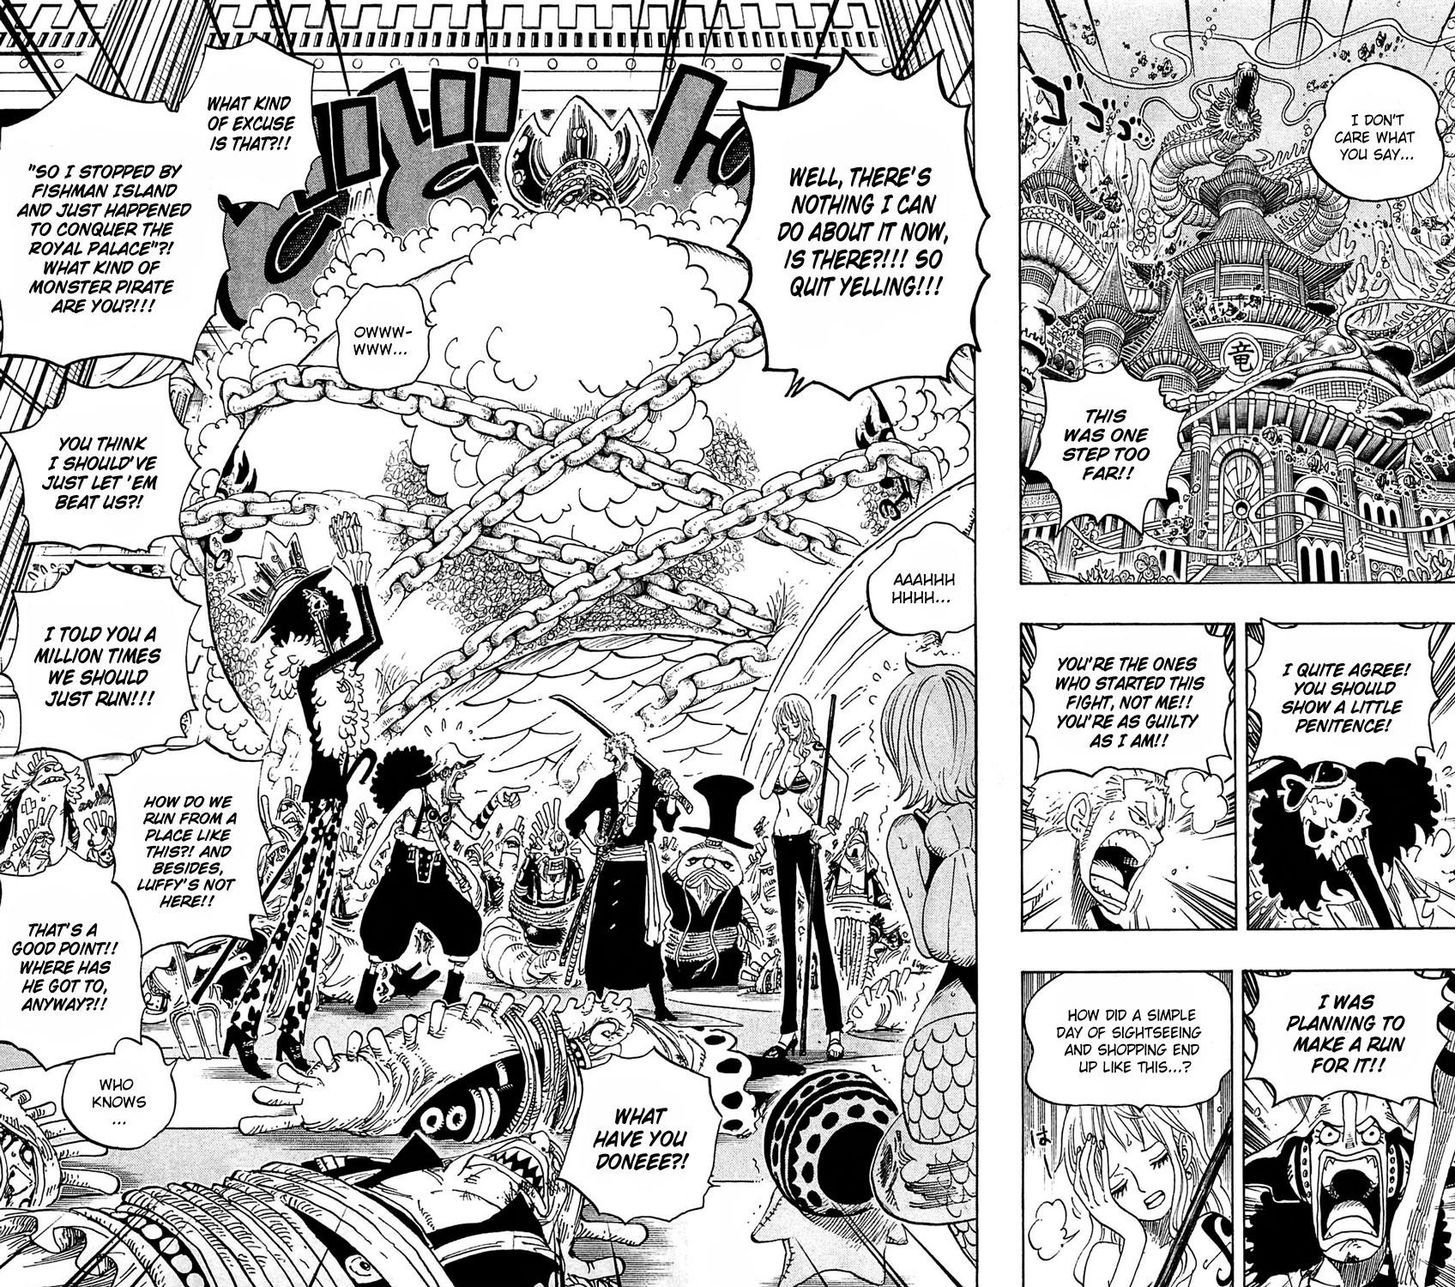 I DON'T
CARE WHAT
YOU SAY...
ゴゴゴ
竜
THIS
WAS ONE
STEP TOO
FAR!!
I QUITE AGREE!
YOU SHOULD
SHOW A LITTLE
PENITENCE!
YOU'RE THE ONES
WHO STARTED THIS
FIGHT, NOT ME!!
YOU'RE AS GUILTY
AS I AM!!
I WAS
PLANNING TO
MAKE A RUN
FOR IT!!
HOW DID A SIMPLE
DAY OF SIGHTSEEING
AND SHOPPING END
UP LIKE THIS...?
は
WELL, THERE'S
NOTHING I CAN
DO ABOUT IT NOW,
IS THERE?!!! SO
QUIT YELLING!!!
WHAT KIND
OF EXCUSE
IS THAT?!!
"SO I STOPPED BY
FISHMAN ISLAND
AND JUST HAPPENED
TO CONQUER THE
ROYAL PALACE"?!
WHAT KIND OF
MONSTER PIRATE
ARE YOU?!!!
OWWW-
WWW...
YOU THINK
I SHOULD'VE
JUST LET 'EM
BEAT US?!
AAAHHH
HHHH...
I TOLD YOU A
MILLION TIMES
WE SHOULD
JUST RUN!!!
HOW DO WE
RUN FROM A
PLACE LIKE
THIS?! AND
BESIDES,
LUFFY'S NOT
HERE!!
THAT'S A
GOOD POINT!!
WHERE HAS
HE GOT TO,
ANYWAY?!!
WHO
KNOWS
...
WHAT
HAVE YOU
DONEEE?!